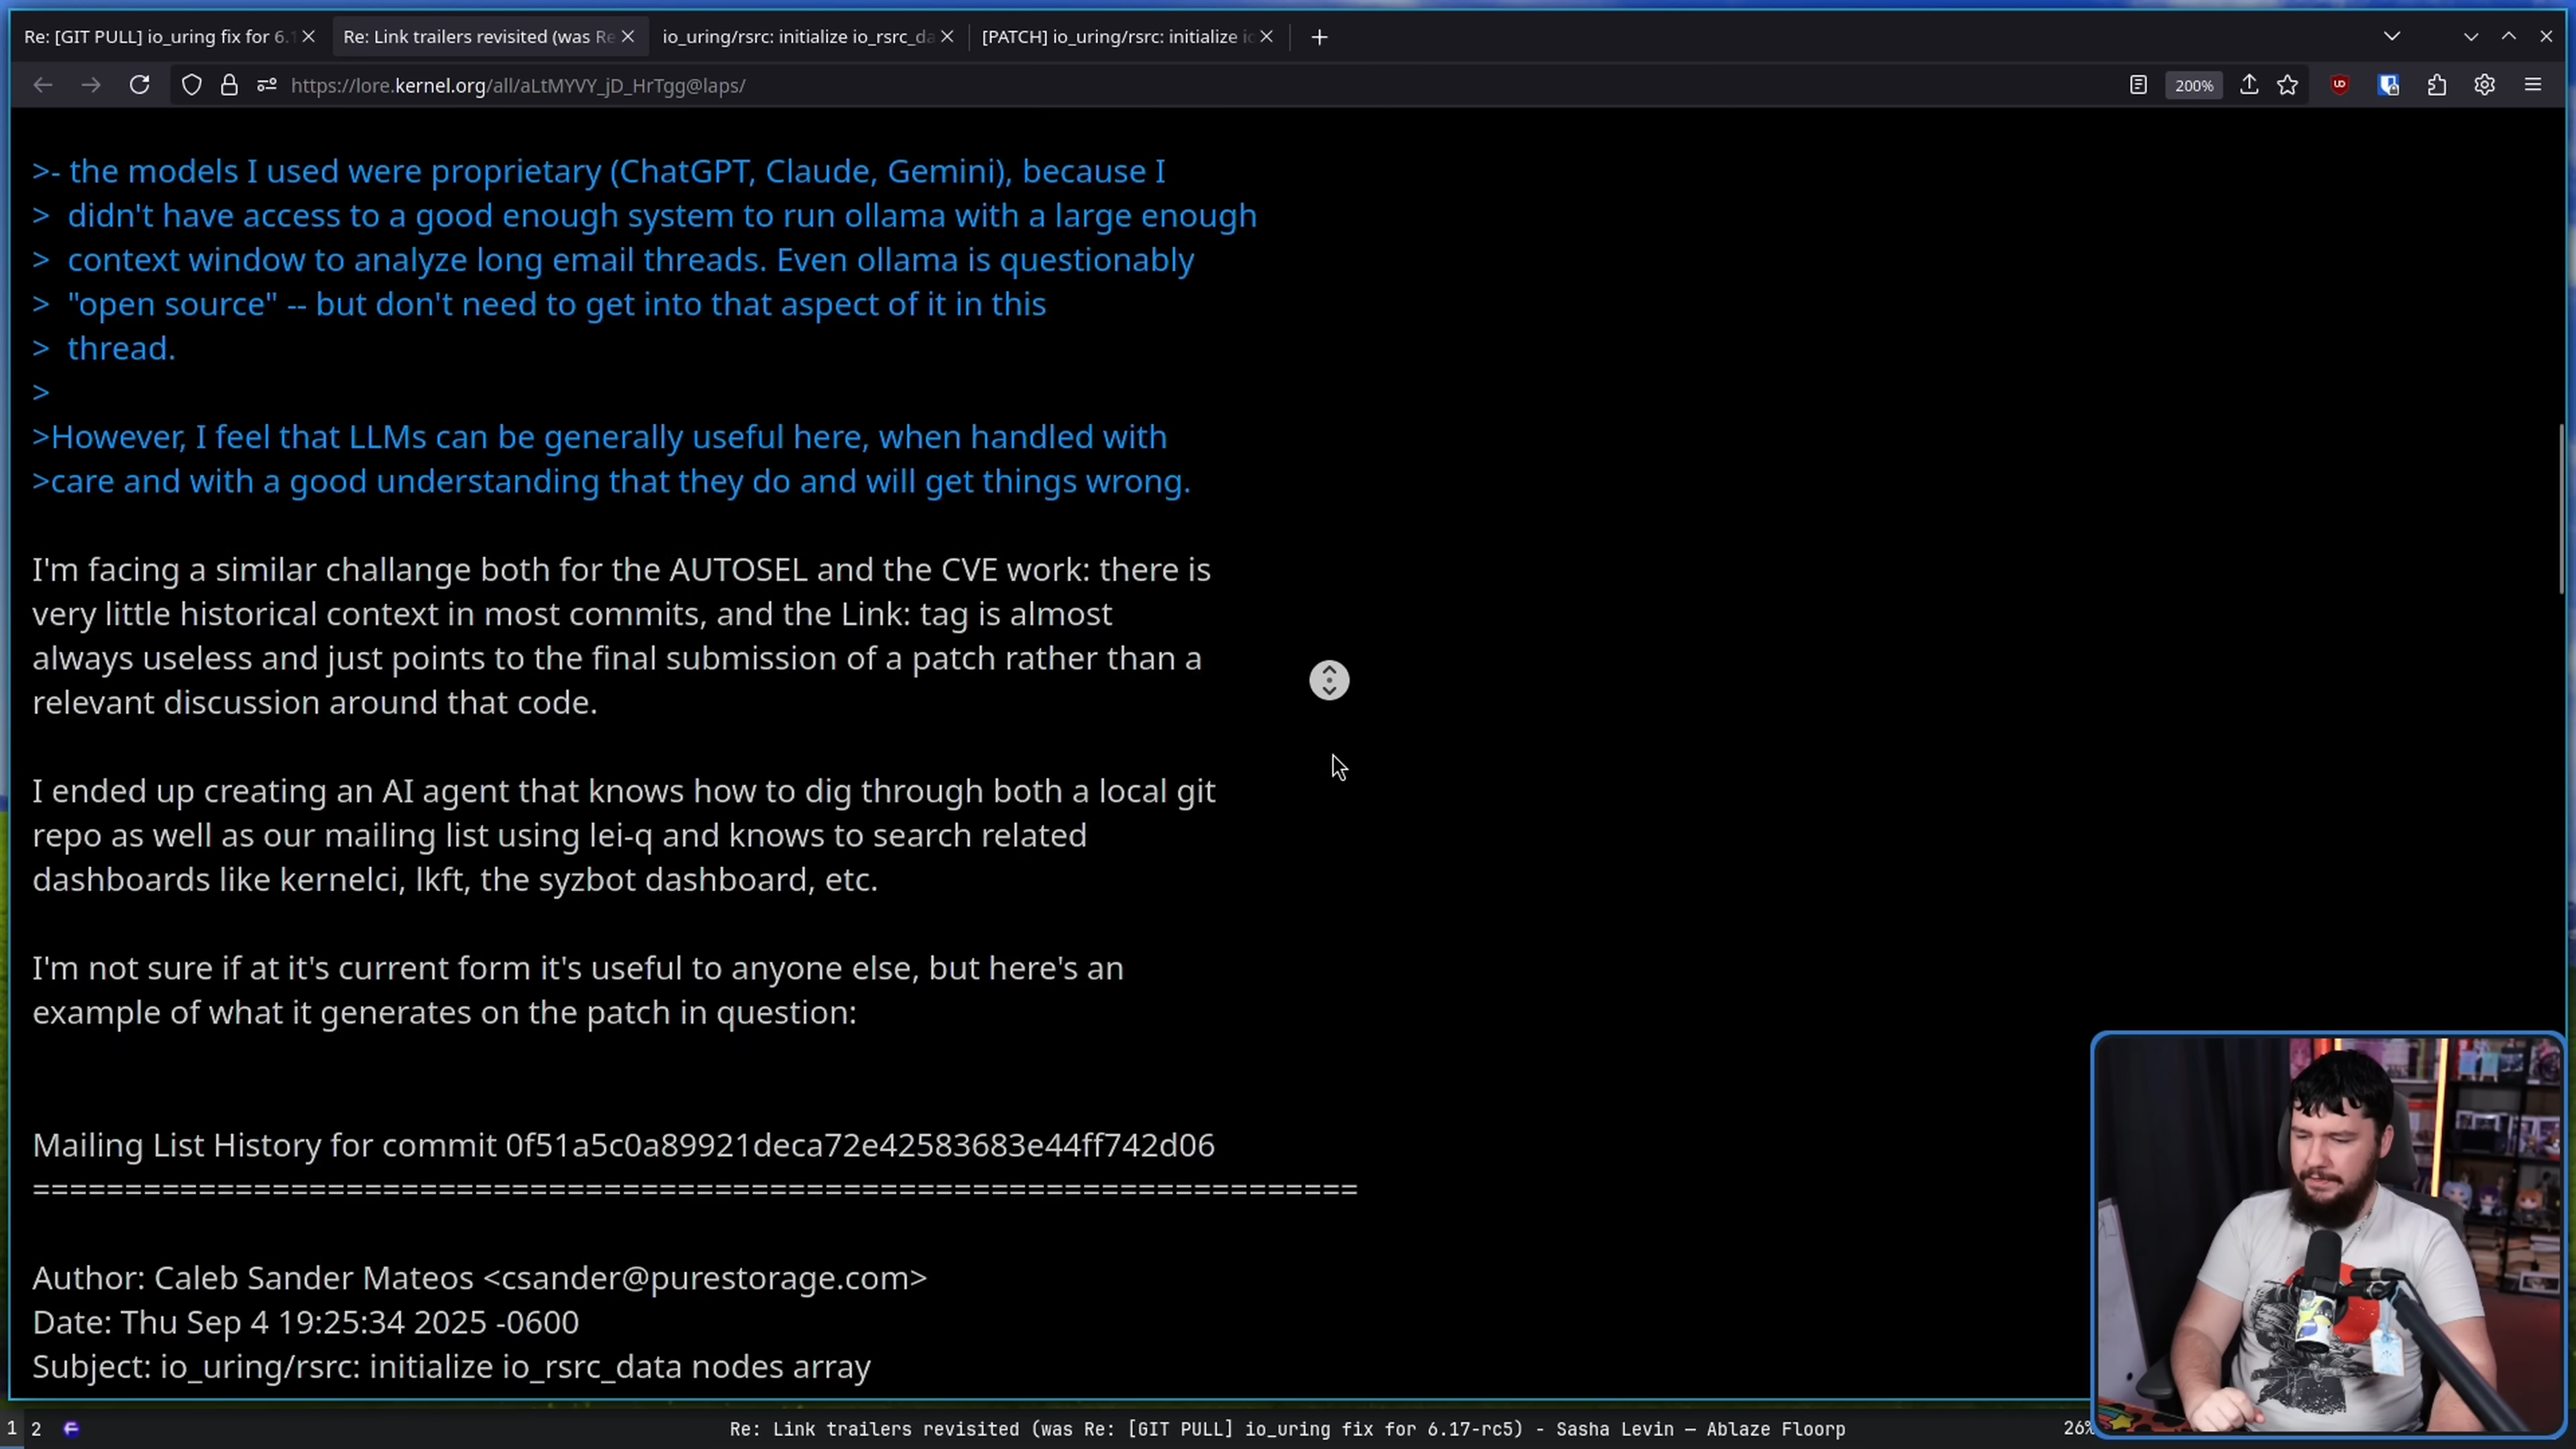 Re: [GIT PULL] io_uring fix for 6.1
Re: Link trailers revisited (was Re
io_uring/rsrc: initialize io_rsrc_da
[PATCH] io_uring/rsrc: initialize ic
https://lore.kernel.org/all/aLtMYVY_jD_HrTgg@laps/
200%
>- the models I used were proprietary (ChatGPT, Claude, Gemini), because I
> didn't have access to a good enough system to run ollama with a large enough
> context window to analyze long email threads. Even ollama is questionably
> "open source" -- but don't need to get into that aspect of it in this
> thread.
>
>However, I feel that LLMs can be generally useful here, when handled with
>care and with a good understanding that they do and will get things wrong.
I'm facing a similar challange both for the AUTOSEL and the CVE work: there is
very little historical context in most commits, and the Link: tag is almost
always useless and just points to the final submission of a patch rather than a
relevant discussion around that code.
I ended up creating an AI agent that knows how to dig through both a local git
repo as well as our mailing list using lei-q and knows to search related
dashboards like kernelci, lkft, the syzbot dashboard, etc.
I'm not sure if at it's current form it's useful to anyone else, but here's an
example of what it generates on the patch in question:
Mailing List History for commit 0f51a5c0a89921deca72e42583683e44ff742d06
========================================================================
Author: Caleb Sander Mateos <csander@purestorage.com>
Date: Thu Sep 4 19:25:34 2025 -0600
Subject: io_uring/rsrc: initialize io_rsrc_data nodes array
1 2
Re: Link trailers revisited (was Re: [GIT PULL] io_uring fix for 6.17-rc5) - Sasha Levin — Ablaze Floorp
26%